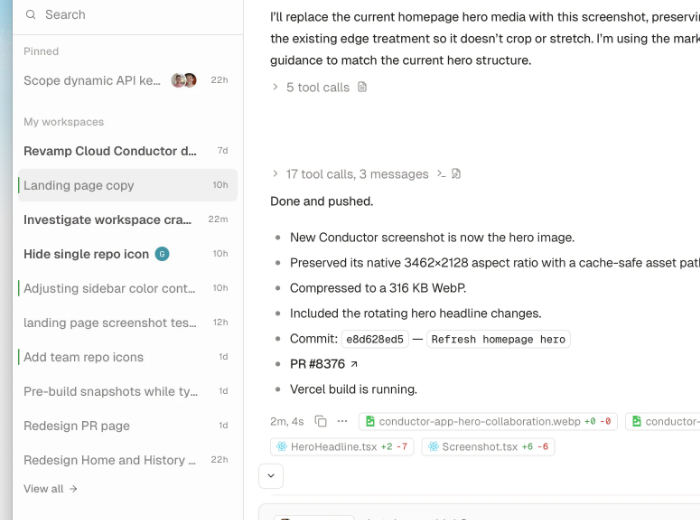 Search
Pinned
Scope dynamic API ke... 22h
My workspaces
Revamp Cloud Conductor d... 7d
Landing page copy 10h
Investigate workspace cra... 22m
Hide single repo icon G 10h
Adjusting sidebar color cont... 10h
landing page screenshot tes... 12h
Add team repo icons 1d
Pre-build snapshots while ty... 1d
Redesign PR page 1d
Redesign Home and History ... 22h
View all →
I'll replace the current homepage hero media with this screenshot, preservin
the existing edge treatment so it doesn't crop or stretch. I'm using the mark
guidance to match the current hero structure.
5 tool calls
17 tool calls, 3 messages
Done and pushed.
• New Conductor screenshot is now the hero image.
• Preserved its native 3462×2128 aspect ratio with a cache-safe asset path
• Compressed to a 316 KB WebP.
• Included the rotating hero headline changes.
• Commit: e8d628ed5 — Refresh homepage hero
• PR #8376 ↗
• Vercel build is running.
2m, 4s ... conductor-app-hero-collaboration.webp +0 -0 conductor-
HeroHeadline.tsx +2 -7 Screenshot.tsx +6 -6